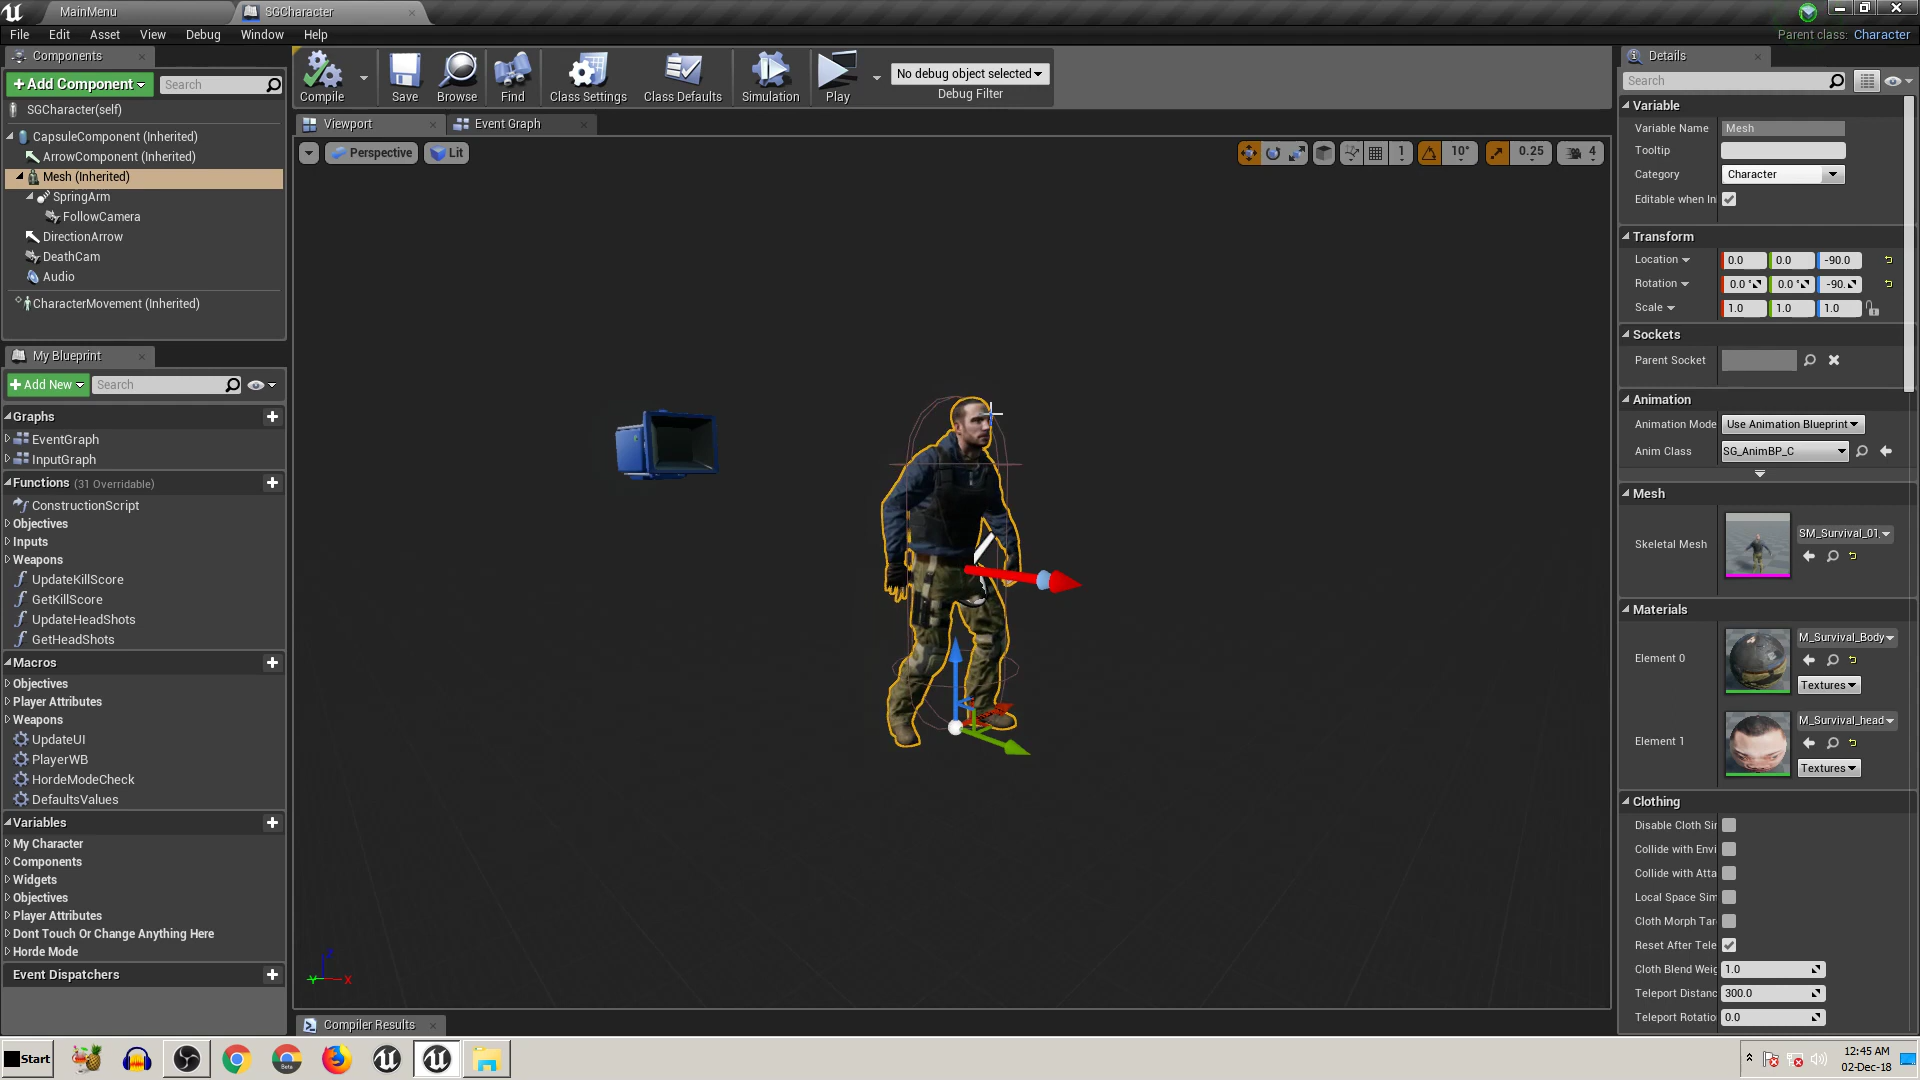 MainMenu
SGCharacter
File Edit Asset View Debug Window Help
Parent class: Character
Components
Add Component
Search
SGCharacter(self)
CapsuleComponent (Inherited)
ArrowComponent (Inherited)
Mesh (Inherited)
SpringArm
FollowCamera
DirectionArrow
DeathCam
Audio
CharacterMovement (Inherited)
My Blueprint
Add New
Search
Graphs
EventGraph
InputGraph
Functions (31 Overridable)
ConstructionScript
Objectives
Inputs
Weapons
UpdateKillScore
GetKillScore
UpdateHeadShots
GetHeadShots
Macros
Objectives
Player Attributes
Weapons
UpdateUI
PlayerWB
HordeModeCheck
DefaultsValues
Variables
My Character
Components
Widgets
Objectives
Player Attributes
Dont Touch Or Change Anything Here
Horde Mode
Event Dispatchers
Compile Save Browse Find Class Settings Class Defaults Simulation Play
No debug object selected
Debug Filter
Viewport
Event Graph
Perspective Lit
1 10° 0.25 4
Z
Y X
Compiler Results
Details
Search
Variable
Variable Name Mesh
Tooltip
Category Character
Editable when In
Transform
Location 0.0 0.0 -90.0
Rotation 0.0 ° 0.0 ° -90.
Scale 1.0 1.0 1.0
Sockets
Parent Socket
Animation
Animation Mode Use Animation Blueprint
Anim Class SG_AnimBP_C
Mesh
Skeletal Mesh SM_Survival_01
Materials
M_Survival_Body
Element 0
Textures
M_Survival_head
Element 1
Textures
Clothing
Disable Cloth Sir
Collide with Envi
Collide with Atta
Local Space Sim
Cloth Morph Tar
Reset After Tele
Cloth Blend Weig 1.0
Teleport Distanc 300.0
Teleport Rotatio 0.0
Start
Beta
12:45 AM
02-Dec-18